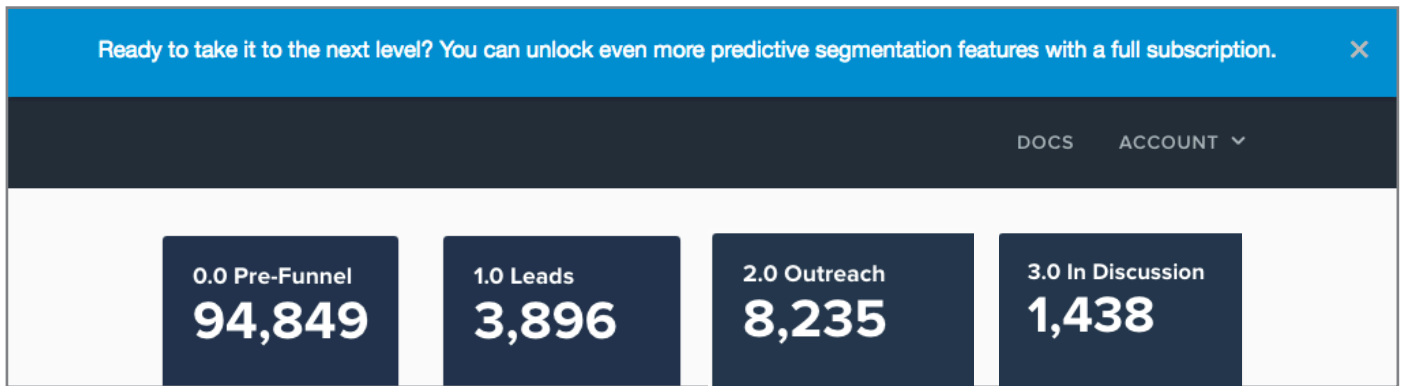 Ready to take it to the next level? You can unlock even more predictive segmentation features with a full subscription. ×
DOCS ACCOUNT
0.0 Pre-Funnel
94,849
1.0 Leads
3,896
2.0 Outreach
8,235
3.0 In Discussion
1,438